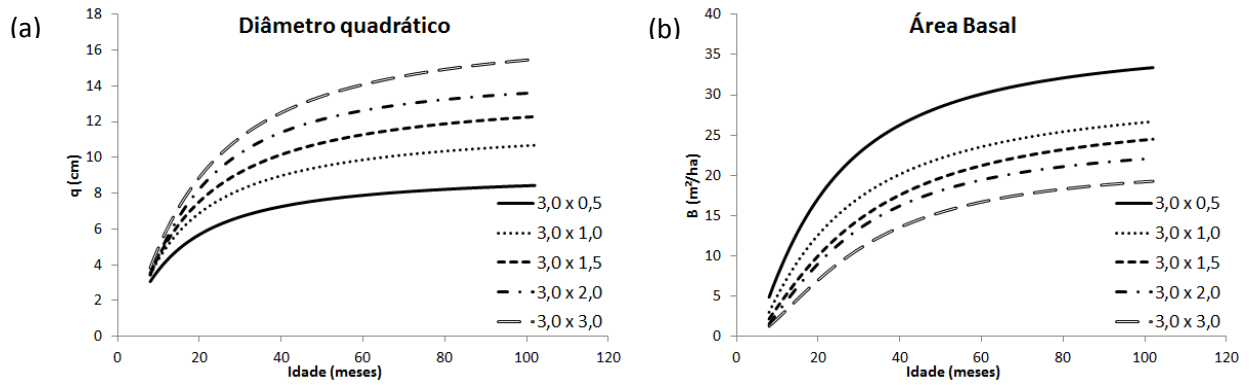 (a)
Diâmetro quadrático
q (cm)
18
16
14
12
10
8
6
4
2
0
0 20 40 60 80 100 120
Idade (meses)
3,0 x 0,5
3,0 x 1,0
3,0 x 1,5
3,0 x 2,0
3,0 x 3,0
(b)
Área Basal
B (m²/ha)
40
35
30
25
20
15
10
5
0
0 20 40 60 80 100 120
Idade (meses)
3,0 x 0,5
3,0 x 1,0
3,0 x 1,5
3,0 x 2,0
3,0 x 3,0